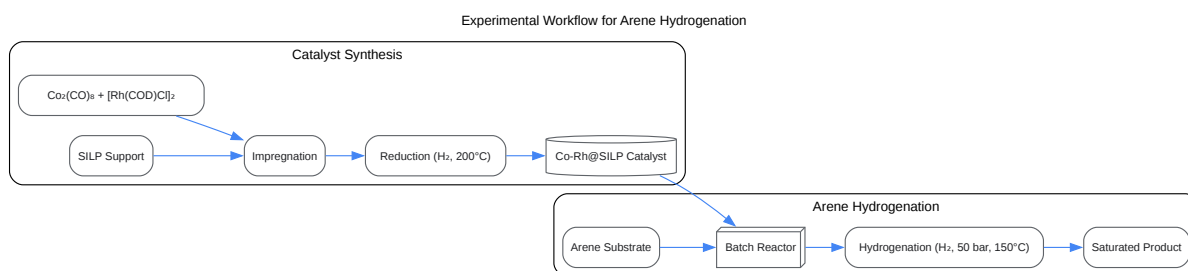 Experimental Workflow for Arene Hydrogenation
Catalyst Synthesis
Co₂(CO)₈ + [Rh(COD)Cl]₂
SILP Support
Impregnation
Reduction (H₂, 200°C)
Co-Rh@SILP Catalyst
Arene Hydrogenation
Arene Substrate
Batch Reactor
Hydrogenation (H₂, 50 bar, 150°C)
Saturated Product